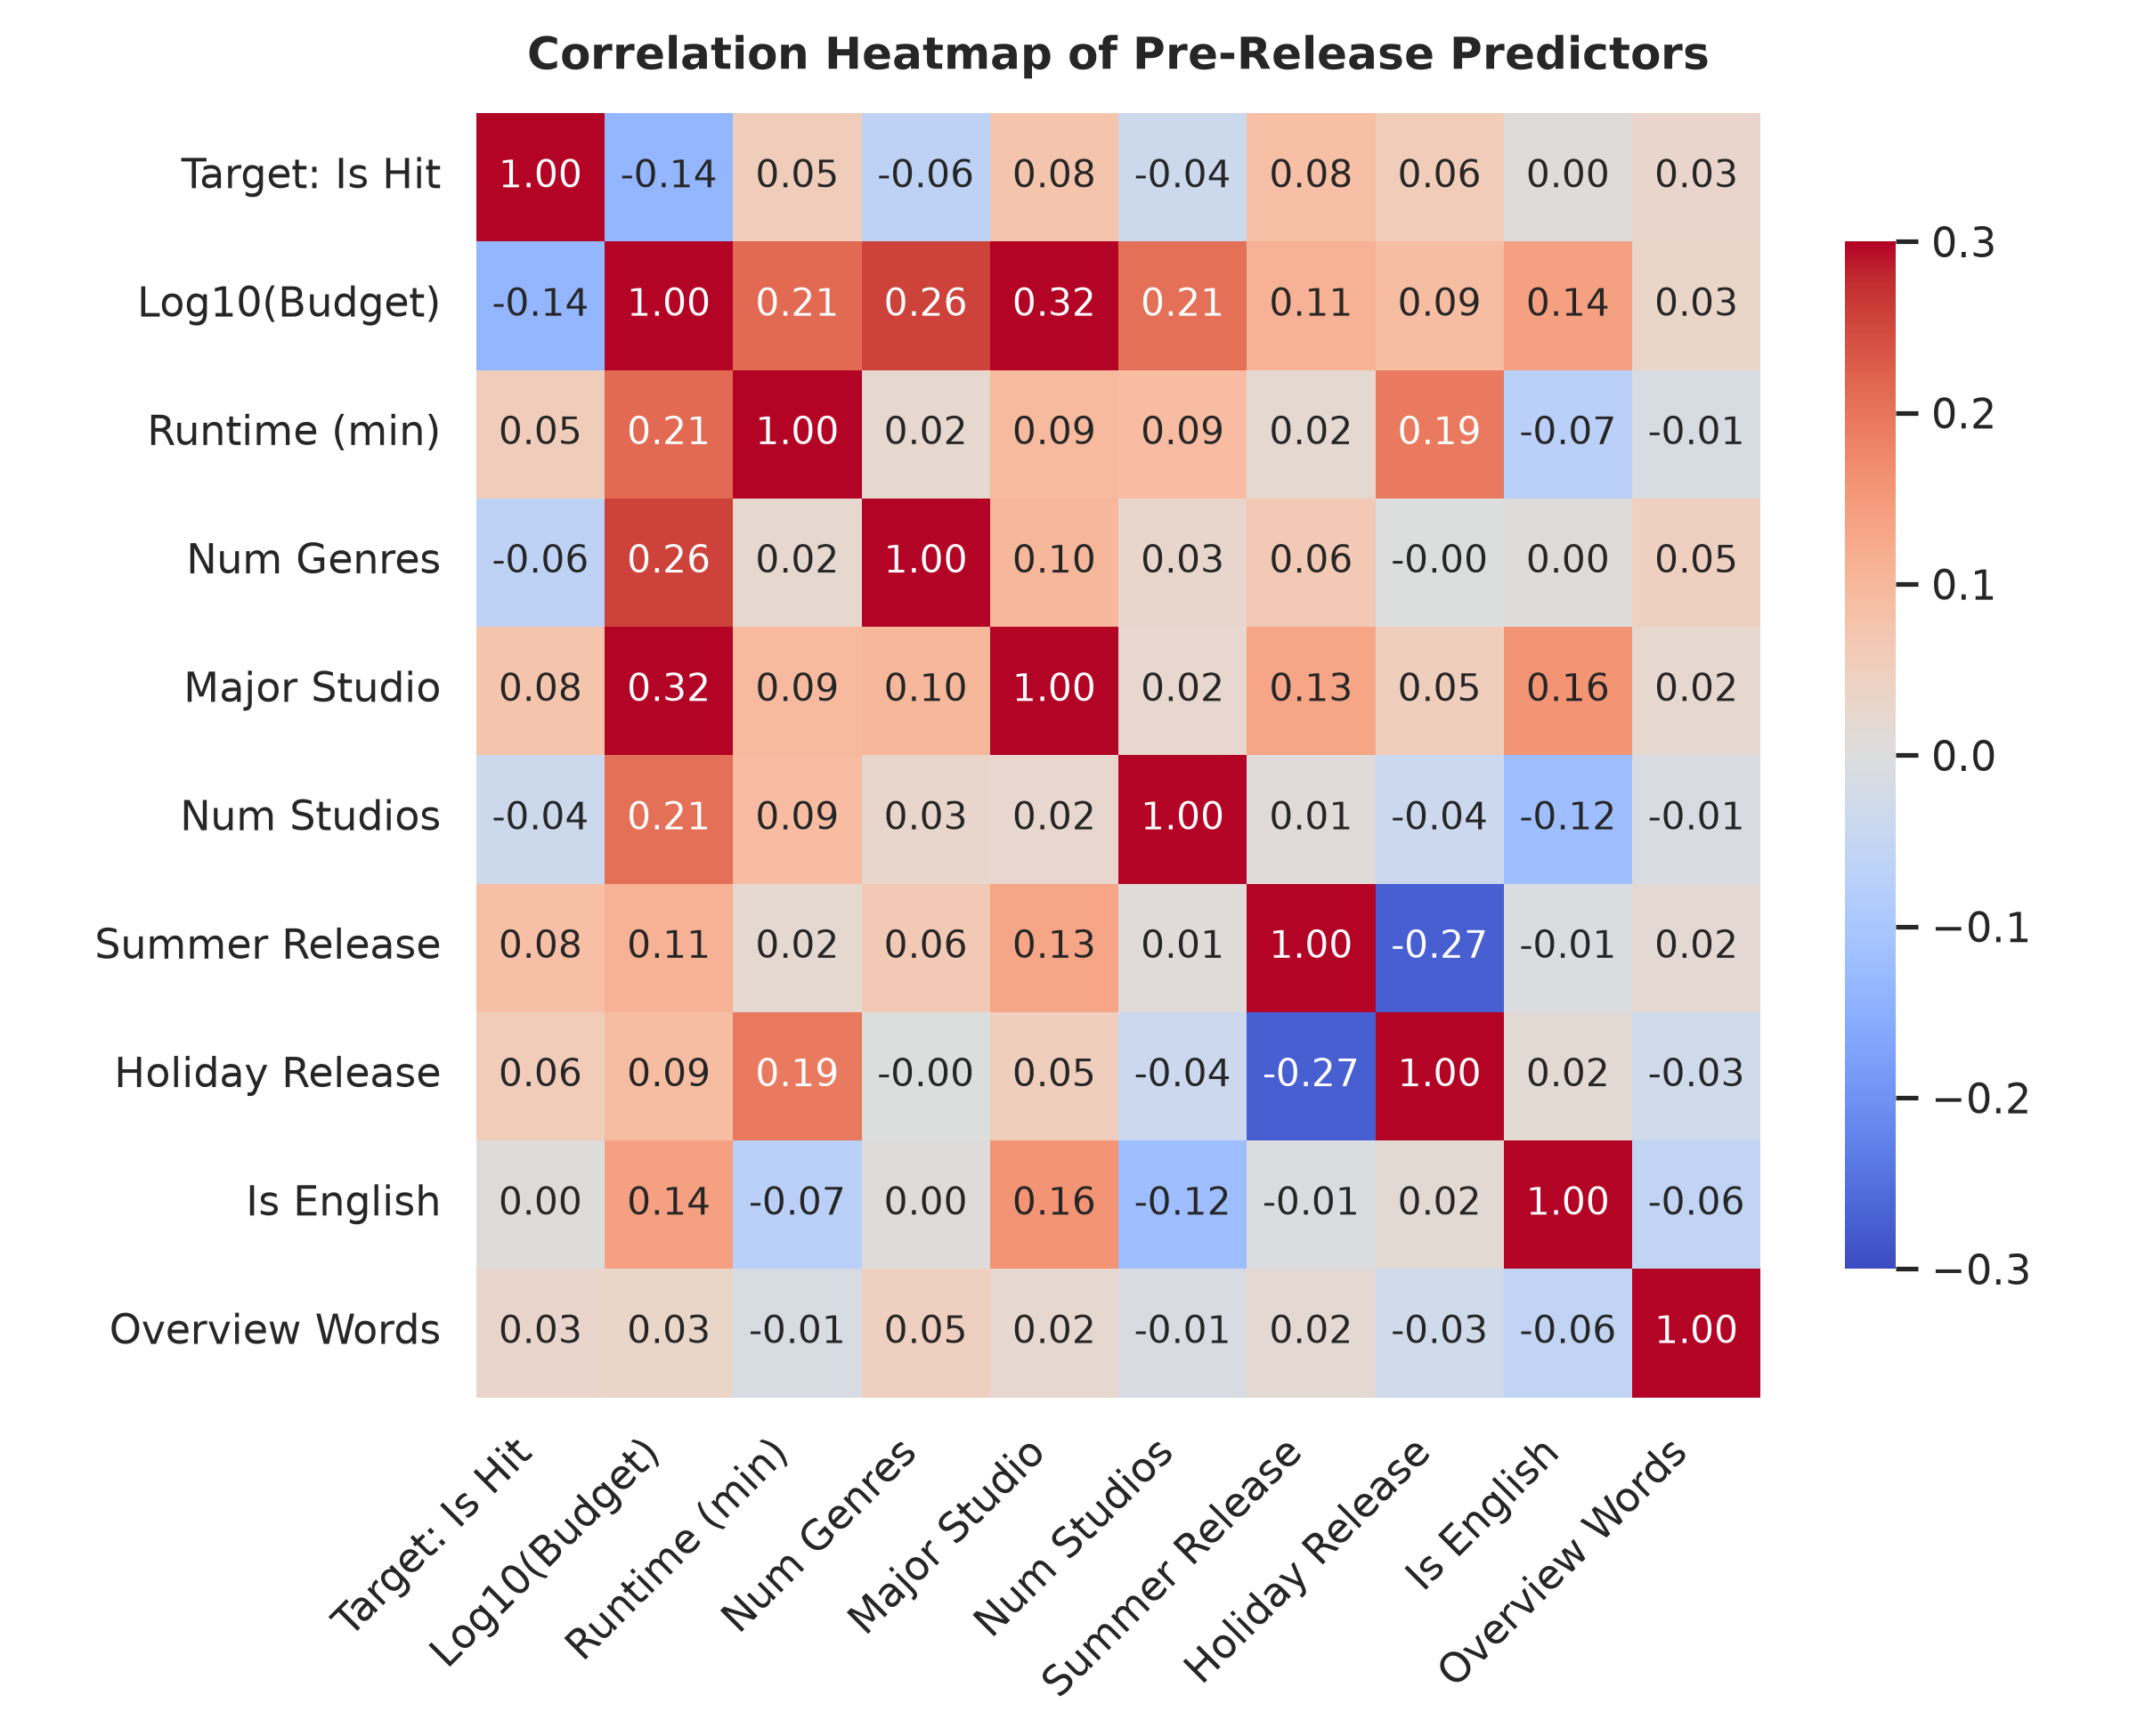 Correlation Heatmap of Pre-Release Predictors
Target: Is Hit 1.00 -0.14 0.05 -0.06 0.08 -0.04 0.08 0.06 0.00 0.03
Log10(Budget) -0.14 1.00 0.21 0.26 0.32 0.21 0.11 0.09 0.14 0.03
Runtime (min) 0.05 0.21 1.00 0.02 0.09 0.09 0.02 0.19 -0.07 -0.01
Num Genres -0.06 0.26 0.02 1.00 0.10 0.03 0.06 -0.00 0.00 0.05
Major Studio 0.08 0.32 0.09 0.10 1.00 0.02 0.13 0.05 0.16 0.02
Num Studios -0.04 0.21 0.09 0.03 0.02 1.00 0.01 -0.04 -0.12 -0.01
Summer Release 0.08 0.11 0.02 0.06 0.13 0.01 1.00 -0.27 -0.01 0.02
Holiday Release 0.06 0.09 0.19 -0.00 0.05 -0.04 -0.27 1.00 0.02 -0.03
Is English 0.00 0.14 -0.07 0.00 0.16 -0.12 -0.01 0.02 1.00 -0.06
Overview Words 0.03 0.03 -0.01 0.05 0.02 -0.01 0.02 -0.03 -0.06 1.00
Target: Is Hit
Log10(Budget)
Runtime (min)
Num Genres
Major Studio
Num Studios
Summer Release
Holiday Release
Is English
Overview Words
0.3
0.2
0.1
0.0
−0.1
−0.2
−0.3